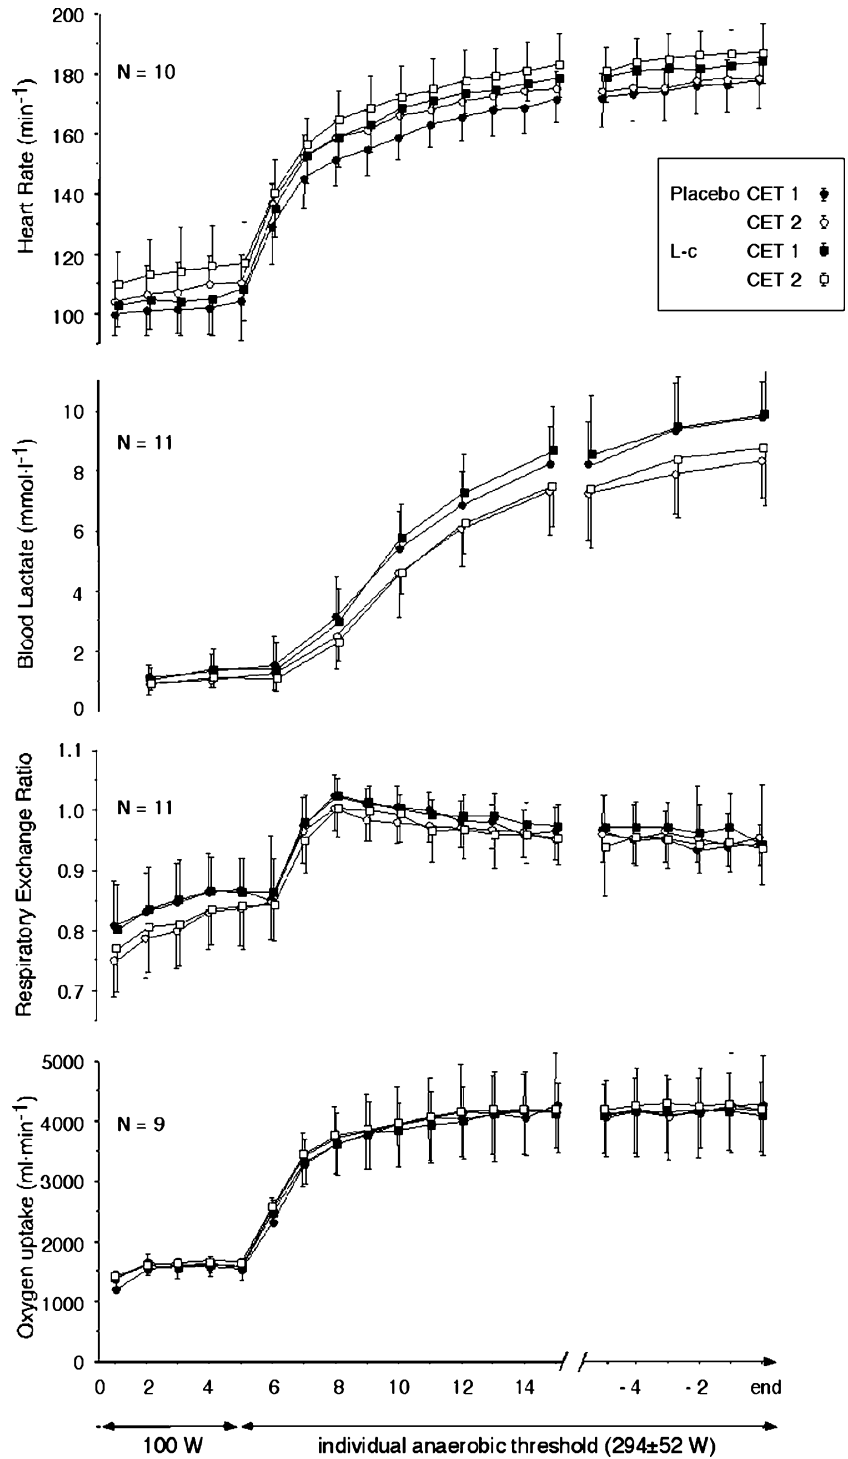 200
180
160
140
120
100
Heart Rate (min⁻¹)
N = 10
Placebo CET 1
CET 2
L-c CET 1
CET 2
10
8
6
4
2
0
Blood Lactate (mmol·l⁻¹)
N = 11
1.1
1.0
0.9
0.8
0.7
Respiratory Exchange Ratio
N = 11
5000
4000
3000
2000
1000
0
Oxygen uptake (ml·min⁻¹)
N = 9
0 2 4 6 8 10 12 14 - 4 - 2 end
100 W individual anaerobic threshold (294±52 W)